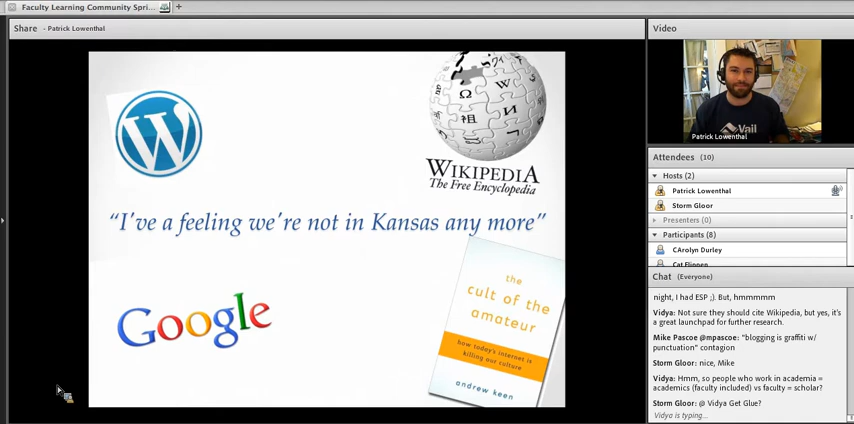 Faculty Learning Community Spri...
+
Share - Patrick Lowenthal
W
Ω W И
祖
WIKIPEDIA
The Free Encyclopedia
“I've a feeling we're not in Kansas any more”
Google
the
cult of the
amateur
how today's internet is
killing our culture
andrew keen
Video
Vail
Patrick Lowenthal
Attendees (10)
Hosts (2)
Patrick Lowenthal
Storm Gloor
Presenters (0)
Participants (8)
CArolyn Durley
Cat Flippen
Chat (Everyone)
night, I had ESP ;). But, hmmmmm
Vidya: Not sure they should cite Wikipedia, but yes, it's
a great launchpad for further research.
Mike Pascoe @mpascoe: "blogging is graffiti w/
punctuation" contagion
Storm Gloor: nice, Mike
Vidya: Hmm, so people who work in academia =
academics (faculty included) vs faculty = scholar?
Storm Gloor: @ Vidya Get Glue?
Vidya is typing...